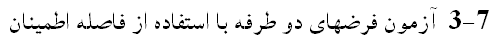 3-7 آزمون فرضهای دو طرفه با استفاده از فاصله اطمینان